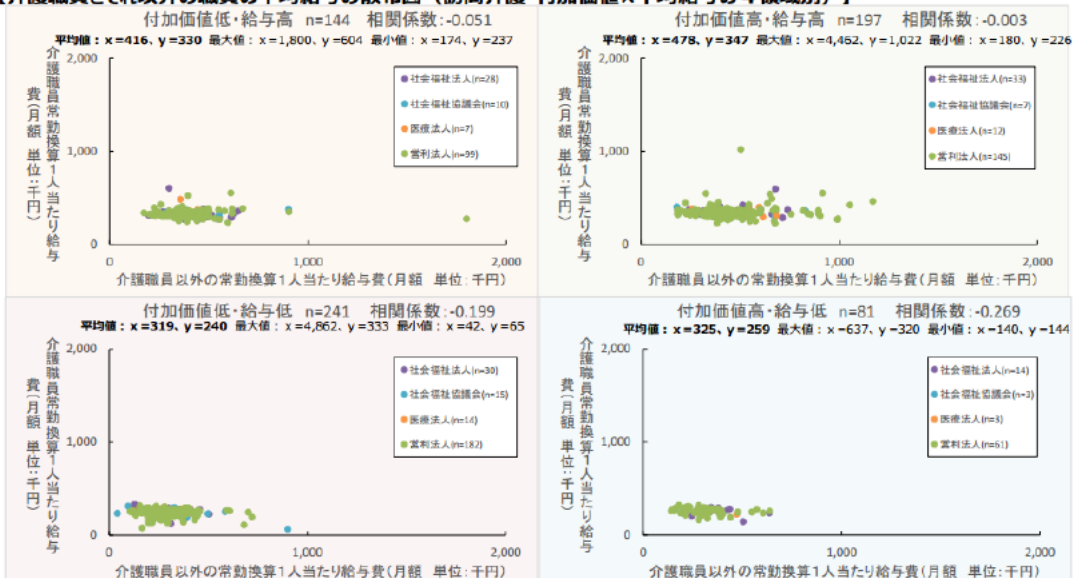 付加価値低・給与高 n=144 相関係数:-0.051
平均値：x=416、y=330 最大値：x=1,800、y=604 最小値：x=174、y=237
介護職員常勤換算1人当たり給与費(月額 単位:千円)
2,000
1,000
0
社会福祉法人(n=28)
社会福祉協議会(n=10)
医療法人(n=7)
営利法人(n=99)
0
1,000
2,000
介護職員以外の常勤換算1人当たり給与費(月額 単位:千円)
付加価値高・給与高 n=197 相関係数:-0.003
平均値：x=478、y=347 最大値：x=4,462、y=1,022 最小値：x=180、y=226
介護職員常勤換算1人当たり給与費(月額 単位:千円)
2,000
1,000
0
社会福祉法人(n=33)
社会福祉協議会(n=7)
医療法人(n=12)
営利法人(n=145)
0
1,000
2,000
介護職員以外の常勤換算1人当たり給与費(月額 単位:千円)
付加価値低・給与低 n=241 相関係数:-0.199
平均値：x=319、y=240 最大値：x=4,862、y=333 最小値：x=42、y=65
介護職員常勤換算1人当たり給与費(月額 単位:千円)
2,000
1,000
0
社会福祉法人(n=30)
社会福祉協議会(n=15)
医療法人(n=14)
営利法人(n=182)
0
1,000
2,000
介護職員以外の常勤換算1人当たり給与費(月額 単位:千円)
付加価値高・給与低 n=81 相関係数:-0.269
平均値：x=325、y=259 最大値：x=637、y=320 最小値：x=140、y=144
介護職員常勤換算1人当たり給与費(月額 単位:千円)
2,000
1,000
0
社会福祉法人(n=14)
社会福祉協議会(n=3)
医療法人(n=3)
営利法人(n=61)
0
1,000
2,000
介護職員以外の常勤換算1人当たり給与費(月額 単位:千円)